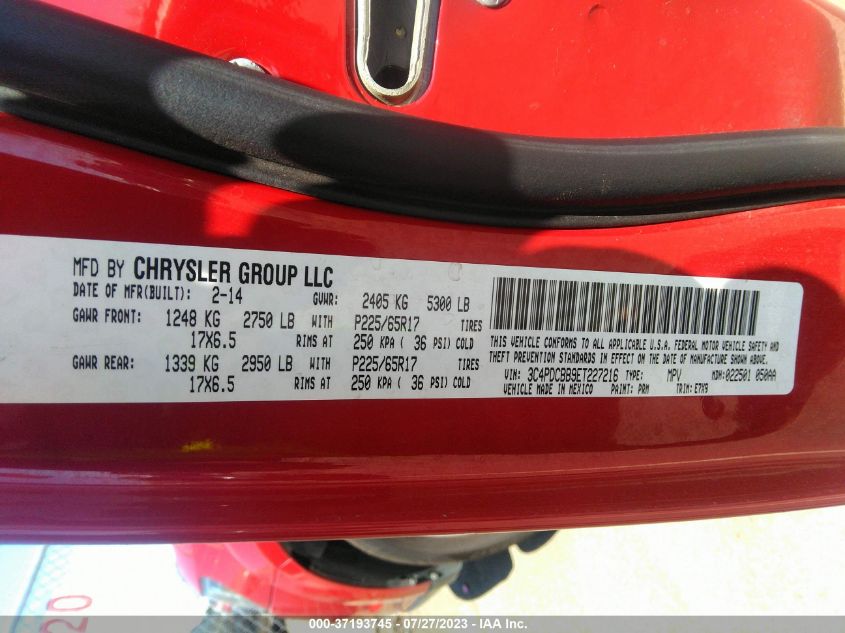 MFD BY CHRYSLER GROUP LLC
DATE OF MFR(BUILT): 2-14 GVWR: 2405 KG 5300 LB
GAWR FRONT: 1248 KG 2750 LB WITH P225/65R17 TIRES
17X6.5 RIMS AT 250 KPA ( 36 PSI) COLD
GAWR REAR: 1339 KG 2950 LB WITH P225/65R17 TIRES
17X6.5 RIMS AT 250 KPA ( 36 PSI) COLD
THIS VEHICLE CONFORMS TO ALL APPLICABLE U.S.A. FEDERAL MOTOR VEHICLE SAFETY AND
THEFT PREVENTION STANDARDS IN EFFECT ON THE DATE OF MANUFACTURE SHOWN ABOVE.
VIN: 3C4PDCBB9ET227216 TYPE: MPV MDH:022501 050AA
VEHICLE MADE IN MEXICO PAINT: PRM TRIM: E7X9
20
000-37193745 - 07/27/2023 - IAA Inc.